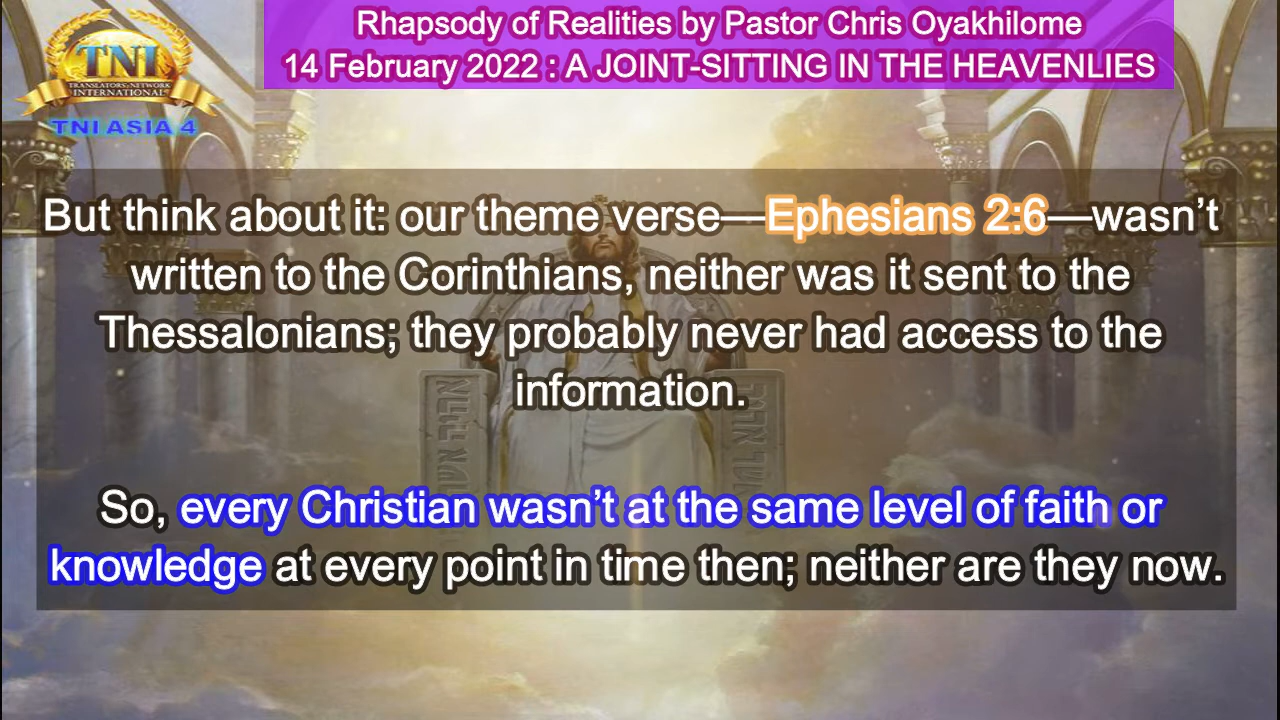 Rhapsody of Realities by Pastor Chris Oyakhilome
14 February 2022 : A JOINT-SITTING IN THE HEAVENLIES
TNI
TRANSLATORS NETWORK
INTERNATIONAL
TNI ASIA 4
But think about it: our theme verse—Ephesians 2:6—wasn’t
written to the Corinthians, neither was it sent to the
Thessalonians; they probably never had access to the
information.
So, every Christian wasn’t at the same level of faith or
knowledge at every point in time then; neither are they now.